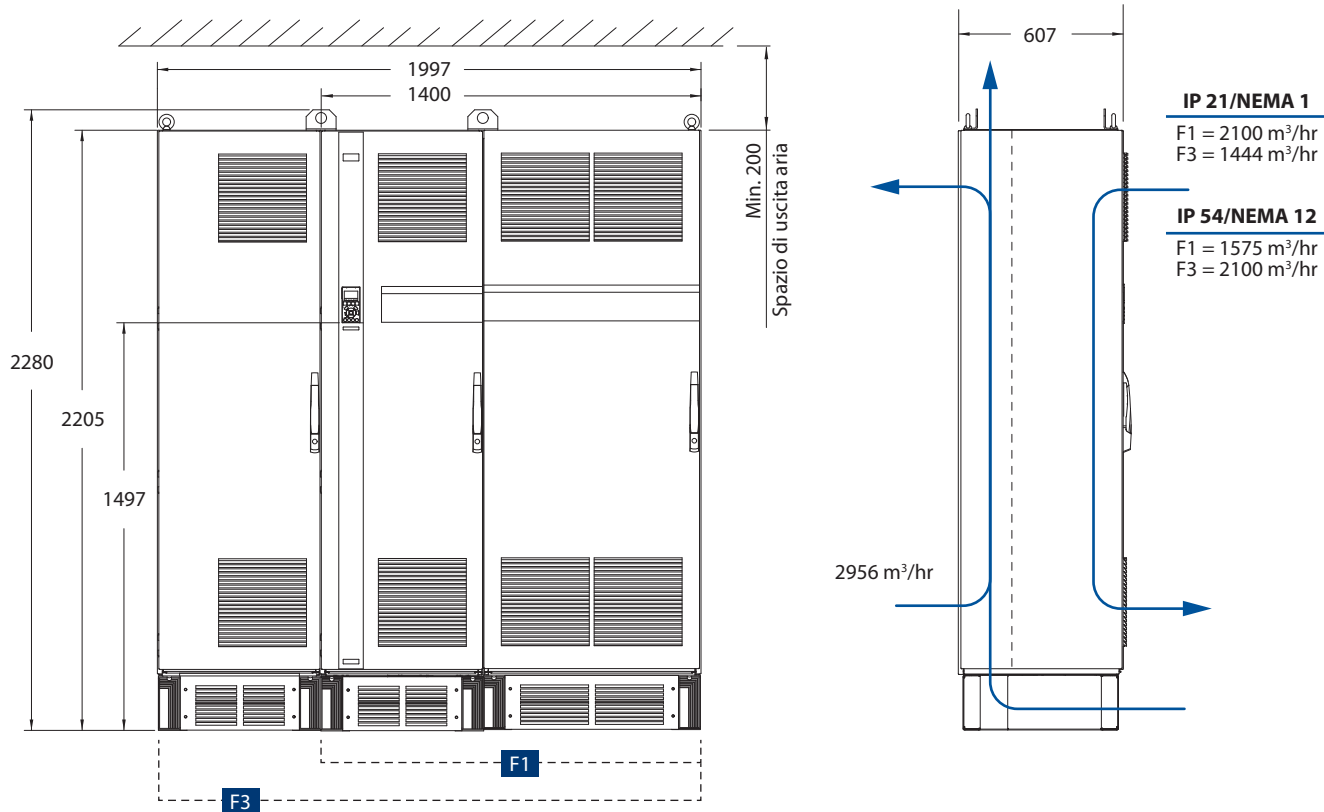 1997
1400
607
Min. 200
Spazio di uscita aria
IP 21/NEMA 1
F1 = 2100 m³/hr
F3 = 1444 m³/hr
IP 54/NEMA 12
F1 = 1575 m³/hr
F3 = 2100 m³/hr
2280
2205
1497
2956 m³/hr
F1
F3